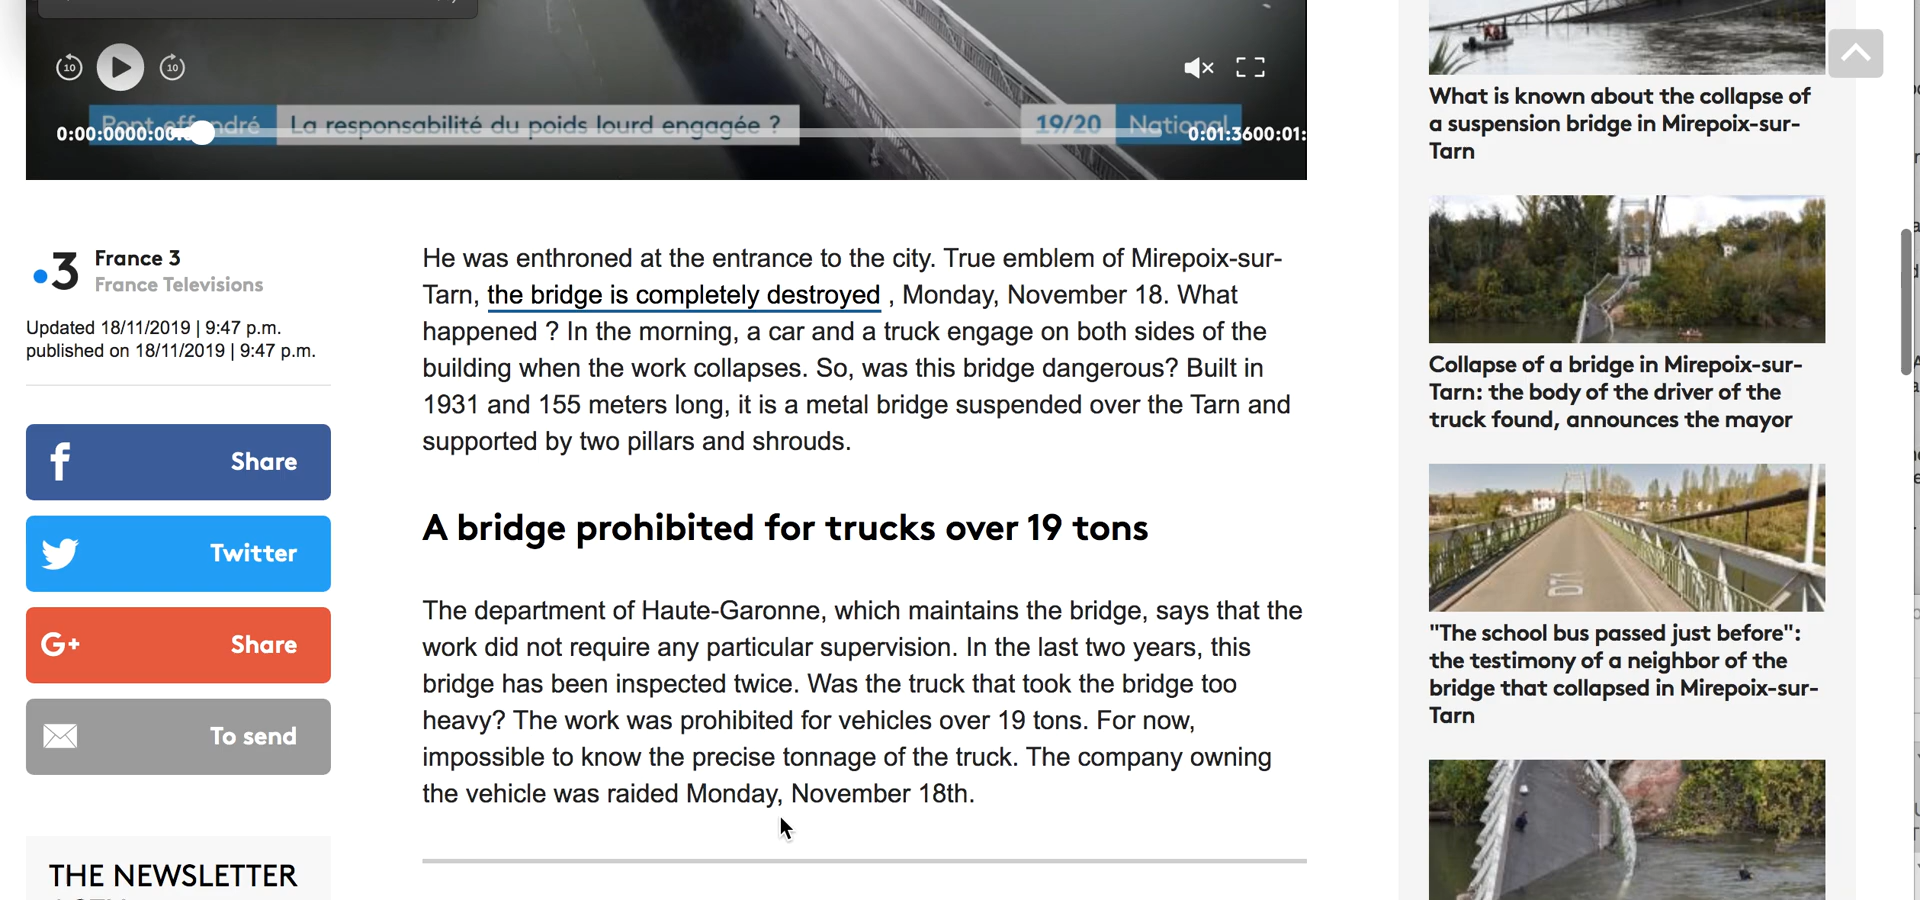 10
10
Pont effondré
La responsabilité du poids lourd engagée ?
19/20
National
France 3
France Televisions
Updated 18/11/2019 | 9:47 p.m.
published on 18/11/2019 | 9:47 p.m.
Share
Twitter
G+ Share
To send
THE NEWSLETTER
He was enthroned at the entrance to the city. True emblem of Mirepoix-sur-
Tarn, the bridge is completely destroyed , Monday, November 18. What
happened ? In the morning, a car and a truck engage on both sides of the
building when the work collapses. So, was this bridge dangerous? Built in
1931 and 155 meters long, it is a metal bridge suspended over the Tarn and
supported by two pillars and shrouds.
A bridge prohibited for trucks over 19 tons
The department of Haute-Garonne, which maintains the bridge, says that the
work did not require any particular supervision. In the last two years, this
bridge has been inspected twice. Was the truck that took the bridge too
heavy? The work was prohibited for vehicles over 19 tons. For now,
impossible to know the precise tonnage of the truck. The company owning
the vehicle was raided Monday, November 18th.
What is known about the collapse of
a suspension bridge in Mirepoix-sur-
Tarn
Collapse of a bridge in Mirepoix-sur-
Tarn: the body of the driver of the
truck found, announces the mayor
D71
"The school bus passed just before":
the testimony of a neighbor of the
bridge that collapsed in Mirepoix-sur-
Tarn